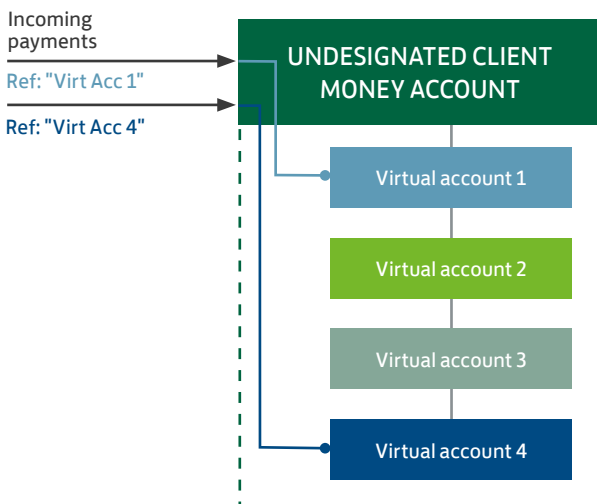 Incoming
payments
Ref: "Virt Acc 1"
Ref: "Virt Acc 4"
UNDESIGNATED CLIENT
MONEY ACCOUNT
Virtual account 1
Virtual account 2
Virtual account 3
Virtual account 4